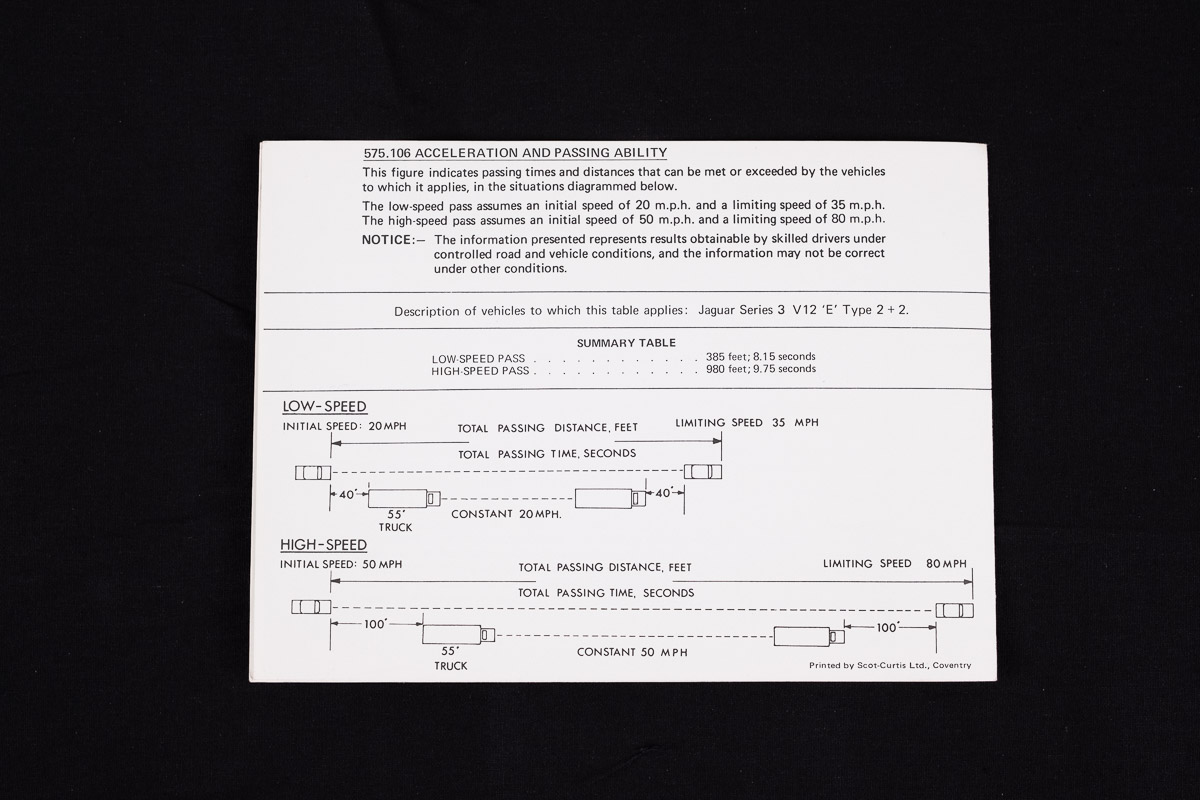 575.106 ACCELERATION AND PASSING ABILITY
This figure indicates passing times and distances that can be met or exceeded by the vehicles
to which it applies, in the situations diagrammed below.
The low-speed pass assumes an initial speed of 20 m.p.h. and a limiting speed of 35 m.p.h.
The high-speed pass assumes an initial speed of 50 m.p.h. and a limiting speed of 80 m.p.h.
NOTICE:— The information presented represents results obtainable by skilled drivers under
controlled road and vehicle conditions, and the information may not be correct
under other conditions.
Description of vehicles to which this table applies: Jaguar Series 3 V12 'E' Type 2 + 2.
SUMMARY TABLE
LOW-SPEED PASS . . . . . . . . . . . . 385 feet; 8.15 seconds
HIGH-SPEED PASS . . . . . . . . . . . . 980 feet; 9.75 seconds
LOW-SPEED
INITIAL SPEED: 20 MPH TOTAL PASSING DISTANCE, FEET LIMITING SPEED 35 MPH
TOTAL PASSING TIME, SECONDS
40' 40'
55' CONSTANT 20 MPH.
TRUCK
HIGH-SPEED
INITIAL SPEED: 50 MPH TOTAL PASSING DISTANCE, FEET LIMITING SPEED 80 MPH
TOTAL PASSING TIME, SECONDS
100' 100'
55' CONSTANT 50 MPH
TRUCK
Printed by Scot-Curtis Ltd., Coventry